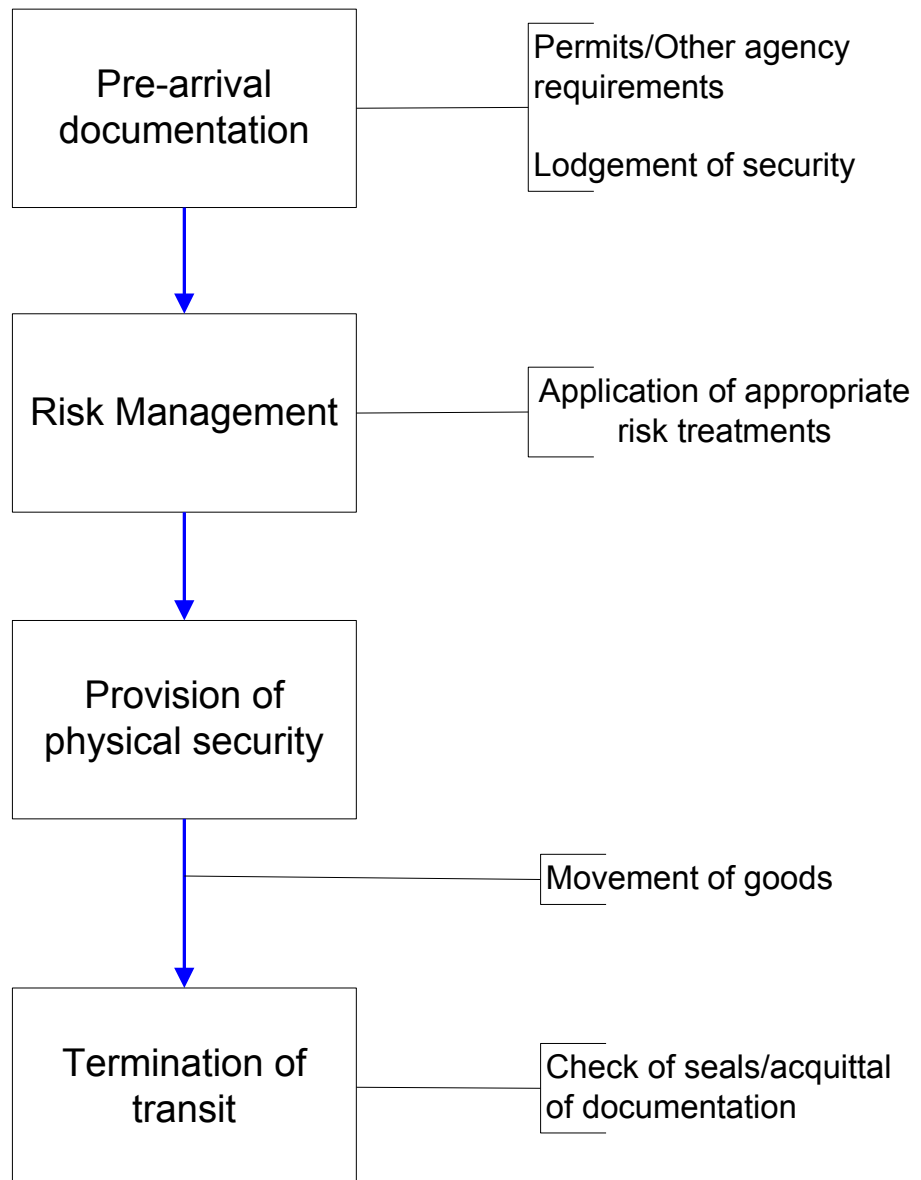 Pre-arrival
documentation
Permits/Other agency
requirements
Lodgement of security
Risk Management
Application of appropriate
risk treatments
Provision of
physical security
Movement of goods
Termination of
transit
Check of seals/acquittal
of documentation